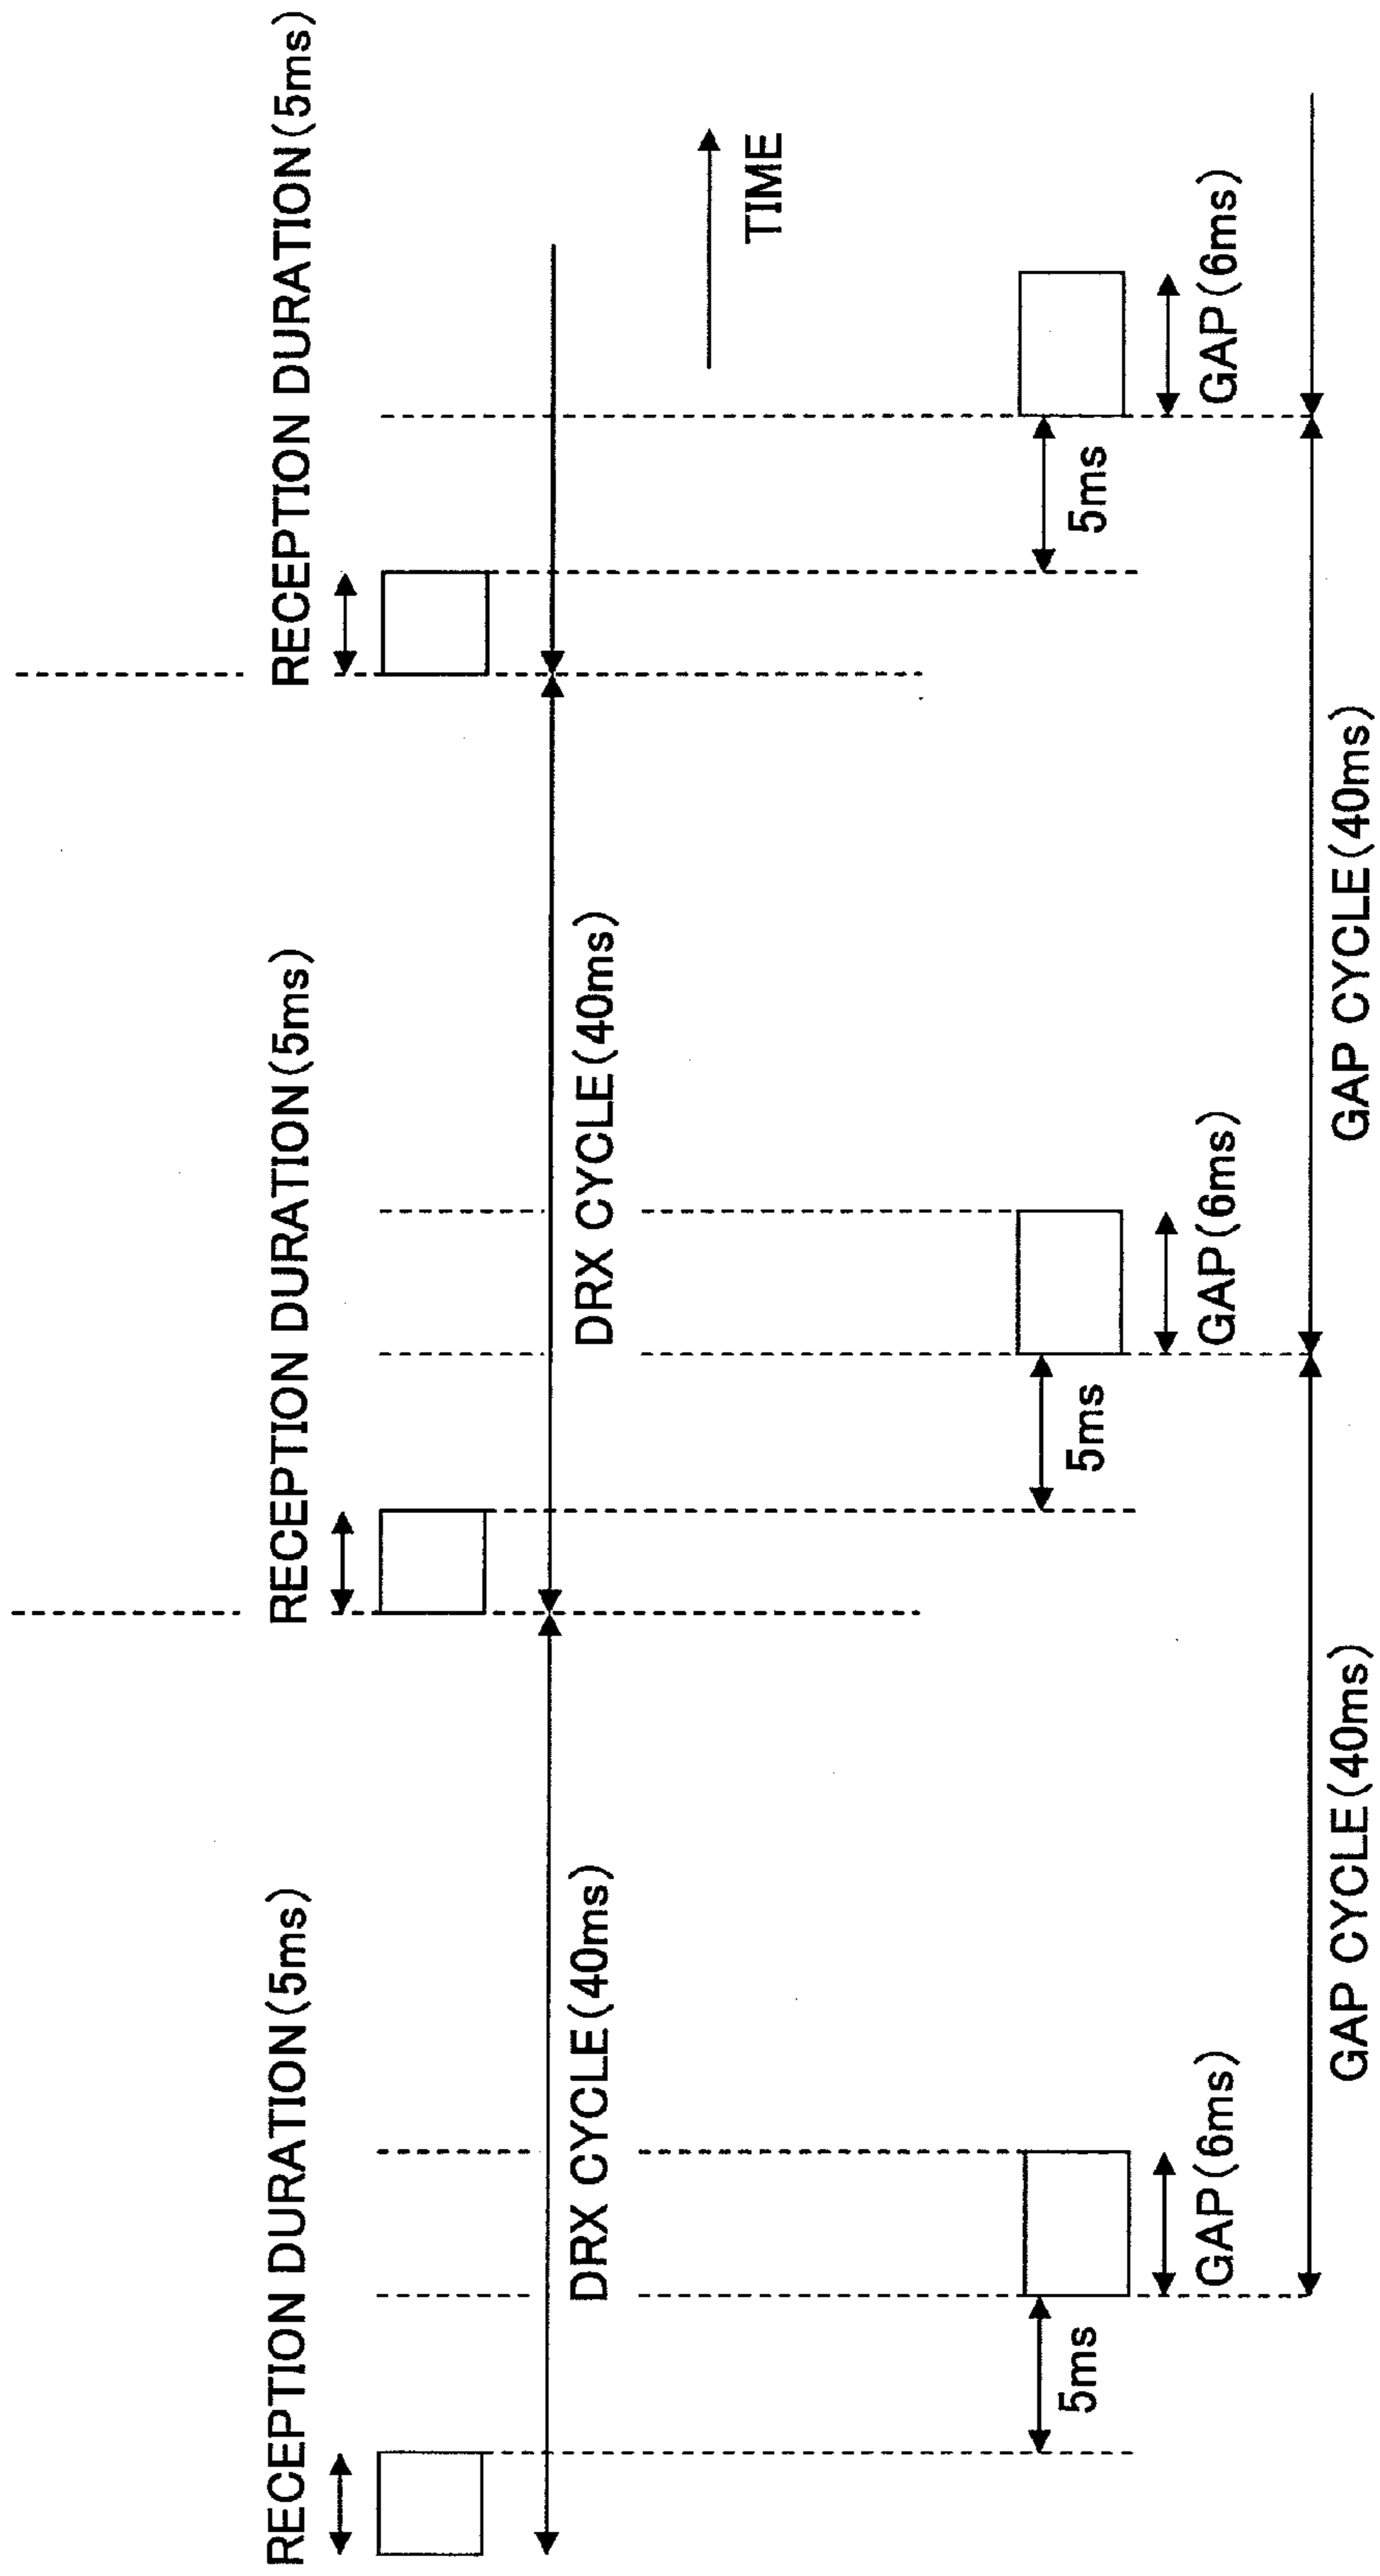 RECEPTION DURATION(5ms)
RECEPTION DURATION(5ms)
RECEPTION DURATION(5ms)
DRX CYCLE(40ms)
DRX CYCLE(40ms)
TIME
5ms
5ms
5ms
GAP(6ms)
GAP(6ms)
GAP(6ms)
GAP CYCLE(40ms)
GAP CYCLE(40ms)